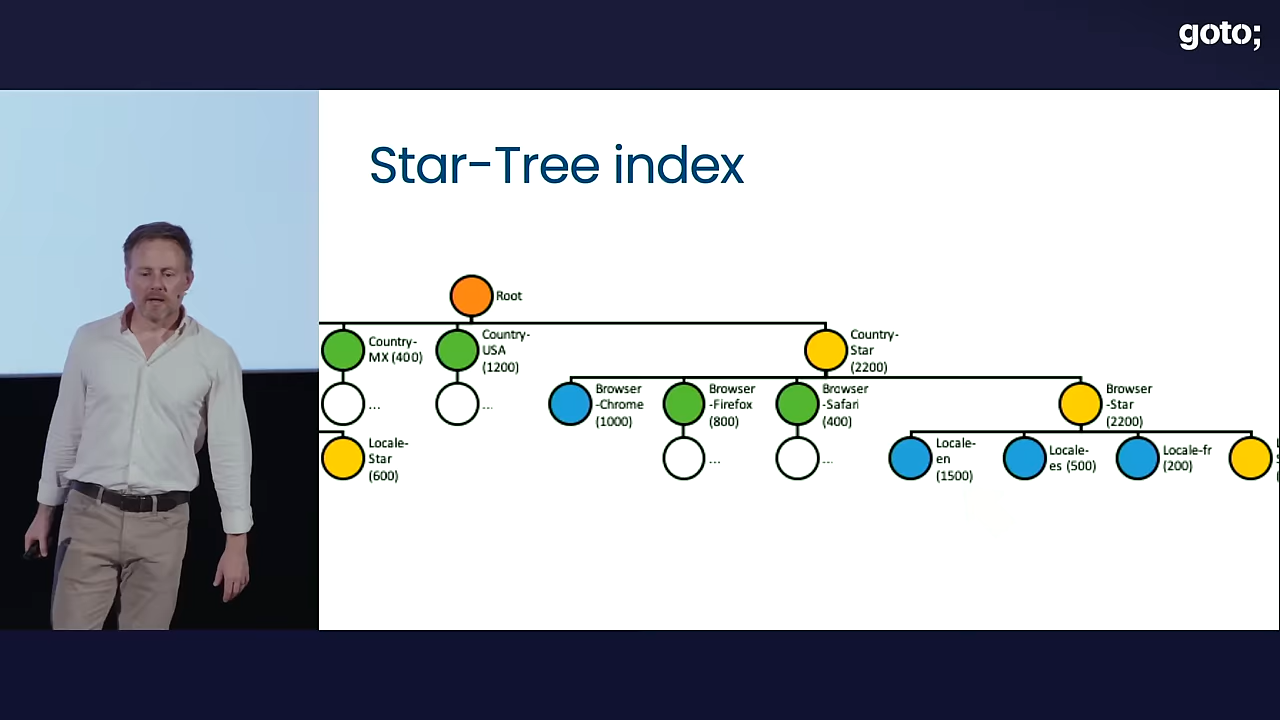 goto;
Star-Tree index
Root
Country-
MX (400)
Country-
USA
(1200)
Country-
Star
(2200)
...
...
Browser
-Chrome
(1000)
Browser
-Firefox
(800)
Browser
-Safari
(400)
Browser
-Star
(2200)
Locale-
Star
(600)
...
...
Locale-
en
(1500)
Locale-
es (500)
Locale-fr
(200)